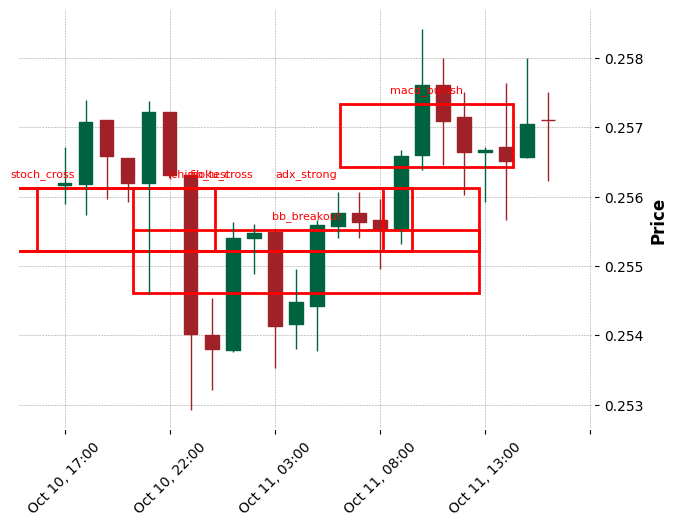 0.258
0.257
0.256
0.255
0.254
0.253
Price
macd_bullish
stoch_cross
adx_strong
bb_breakout
Oct 10, 17:00
Oct 10, 22:00
Oct 11, 03:00
Oct 11, 08:00
Oct 11, 13:00